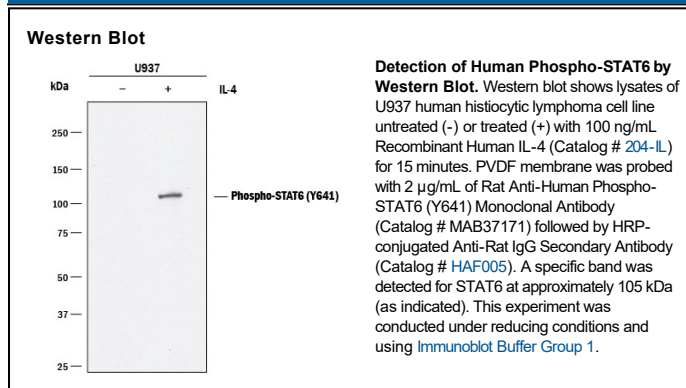 Western Blot
U937
kDa
– + IL-4
250
150
Phospho-STAT6 (Y641)
100
75
50
37
25
Detection of Human Phospho-STAT6 by
Western Blot. Western blot shows lysates of
U937 human histiocytic lymphoma cell line
untreated (-) or treated (+) with 100 ng/mL
Recombinant Human IL-4 (Catalog # 204-IL)
for 15 minutes. PVDF membrane was probed
with 2 µg/mL of Rat Anti-Human Phospho-
STAT6 (Y641) Monoclonal Antibody
(Catalog # MAB37171) followed by HRP-
conjugated Anti-Rat IgG Secondary Antibody
(Catalog # HAF005). A specific band was
detected for STAT6 at approximately 105 kDa
(as indicated). This experiment was
conducted under reducing conditions and
using Immunoblot Buffer Group 1.